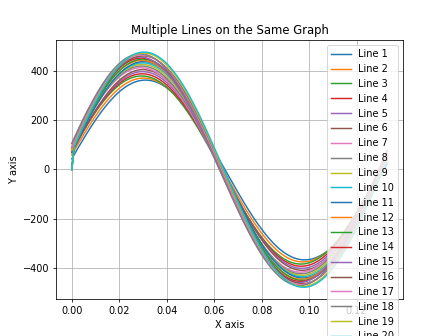 Multiple Lines on the Same Graph
Y axis
400
200
0
−200
−400
0.00
0.02
0.04
0.06
0.08
0.10
X axis
Line 1
Line 2
Line 3
Line 4
Line 5
Line 6
Line 7
Line 8
Line 9
Line 10
Line 11
Line 12
Line 13
Line 14
Line 15
Line 16
Line 17
Line 18
Line 19